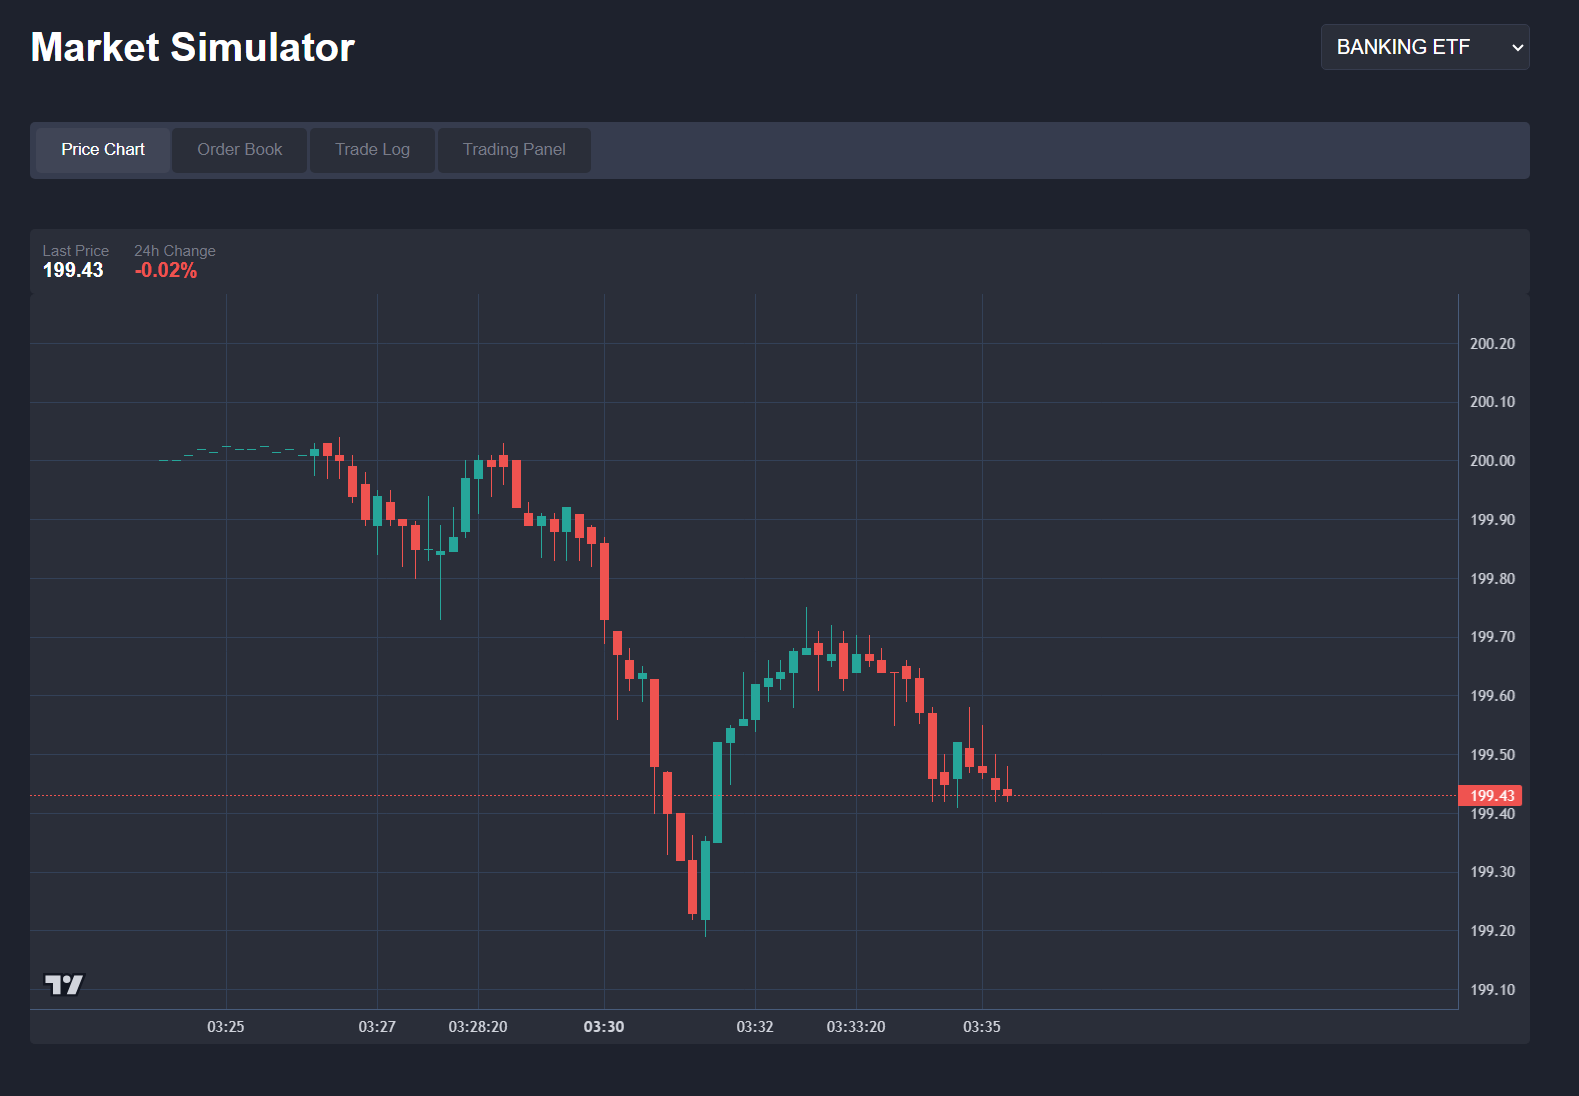 Market Simulator
BANKING ETF
Price Chart
Order Book
Trade Log
Trading Panel
Last Price
24h Change
199.43
-0.02%
200.20
200.10
200.00
199.90
199.80
199.70
199.60
199.50
199.43
199.40
199.30
199.20
199.10
03:25
03:27
03:28:20
03:30
03:32
03:33:20
03:35